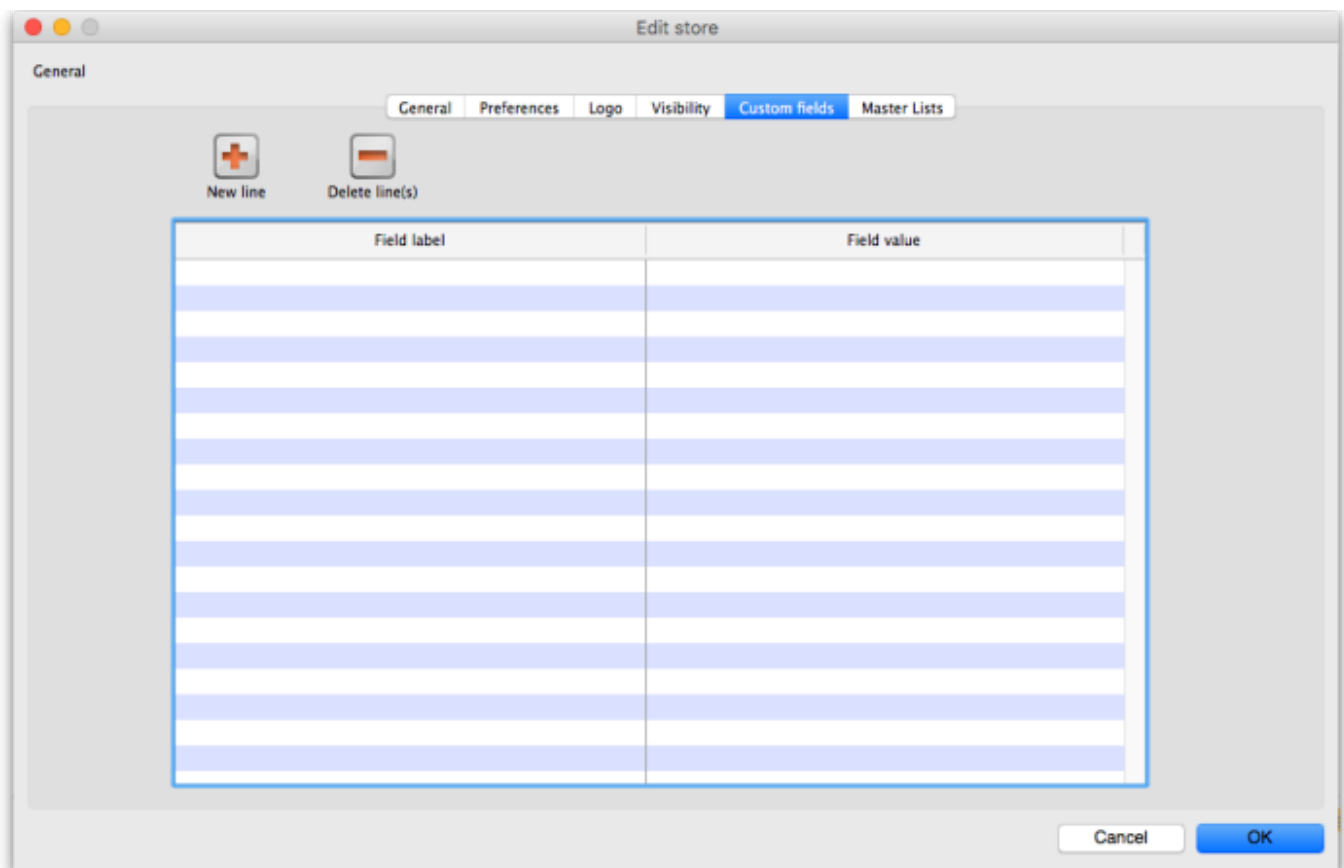 Edit store
General
General Preferences Logo Visibility Custom fields Master Lists
New line Delete line(s)
Field label Field value
Cancel OK